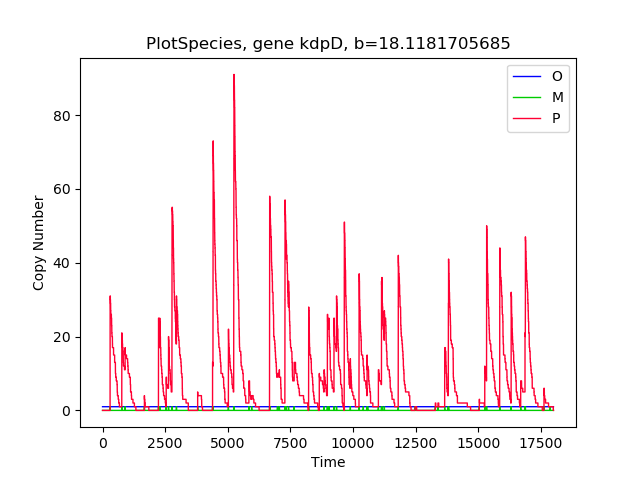 PlotSpecies, gene kdpD, b=18.1181705685
O
M
P
80
60
40
20
0
Copy Number
0 2500 5000 7500 10000 12500 15000 17500
Time